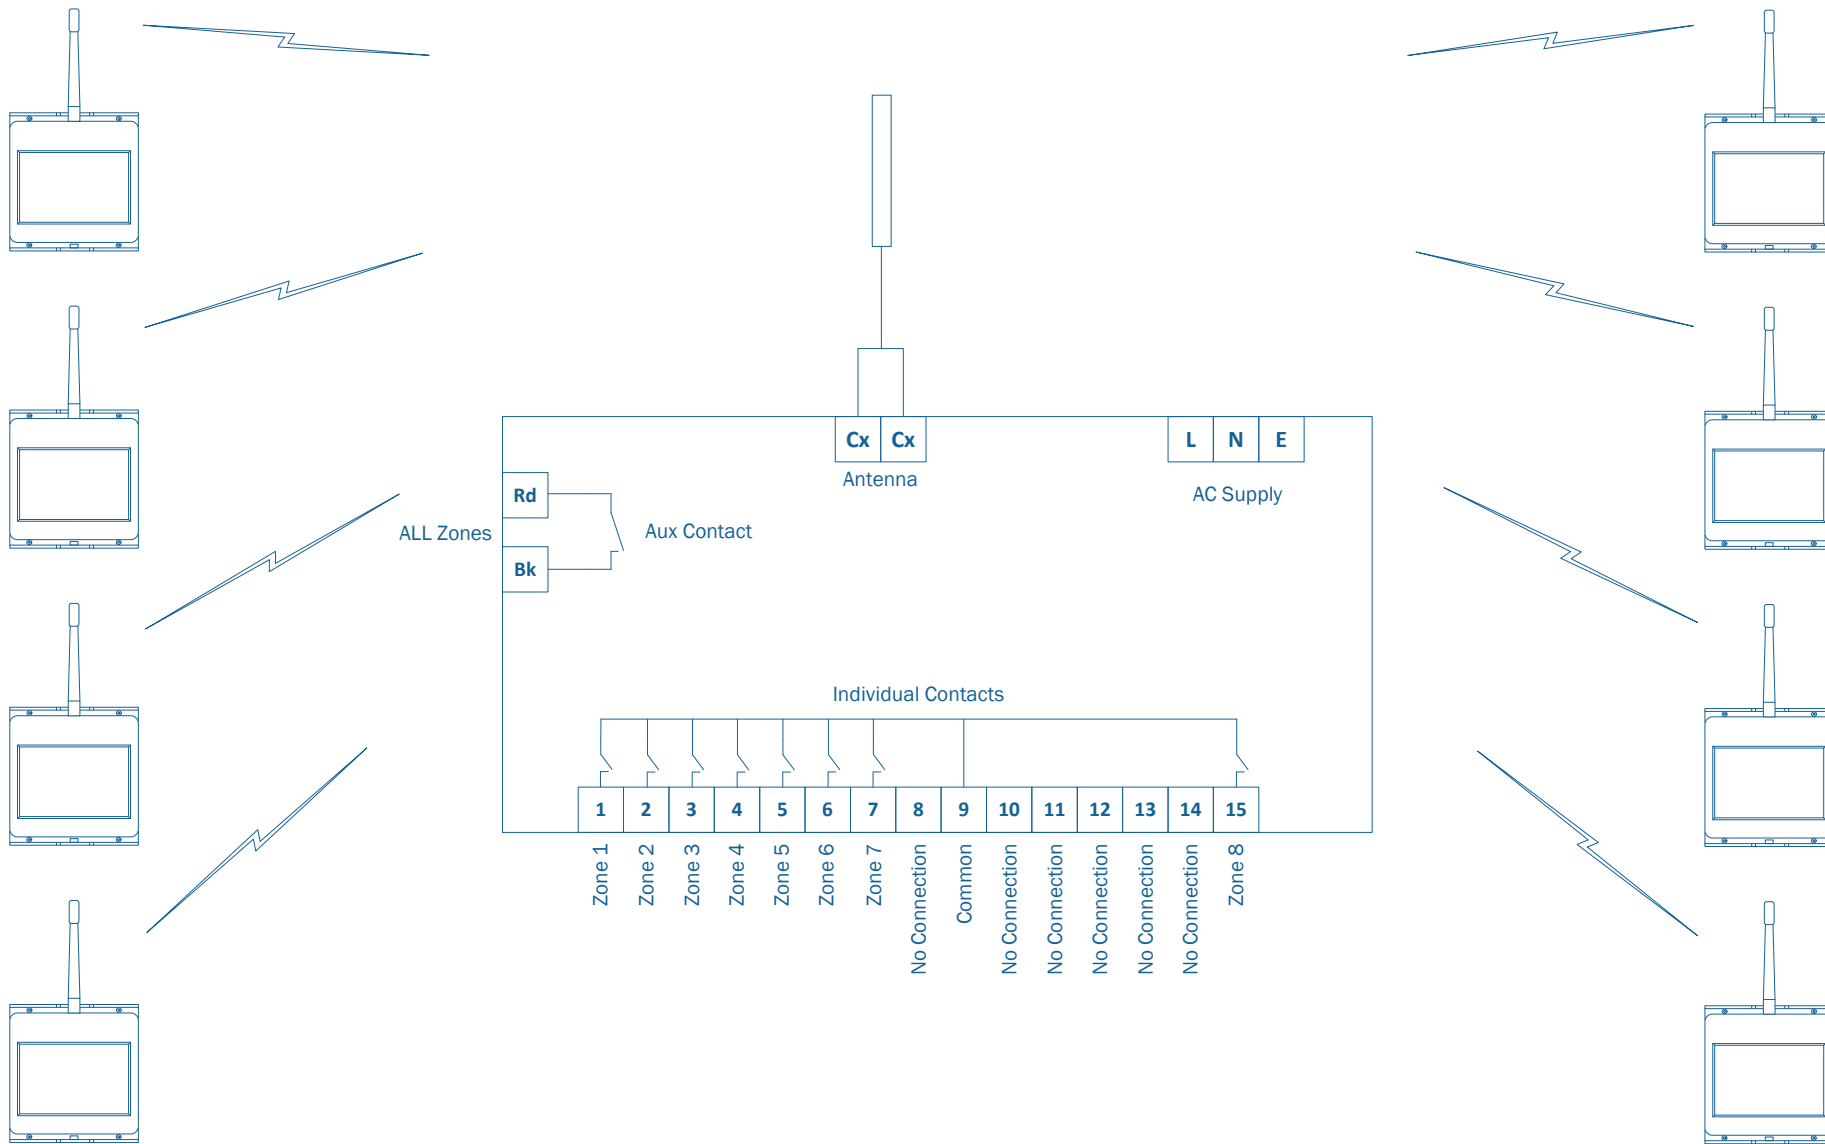 Cx Cx
L N E
Antenna
AC Supply
Rd
ALL Zones
Aux Contact
Bk
Individual Contacts
1 2 3 4 5 6 7 8 9 10 11 12 13 14 15
Zone 1
Zone 2
Zone 3
Zone 4
Zone 5
Zone 6
Zone 7
No Connection
Common
No Connection
No Connection
No Connection
No Connection
No Connection
Zone 8